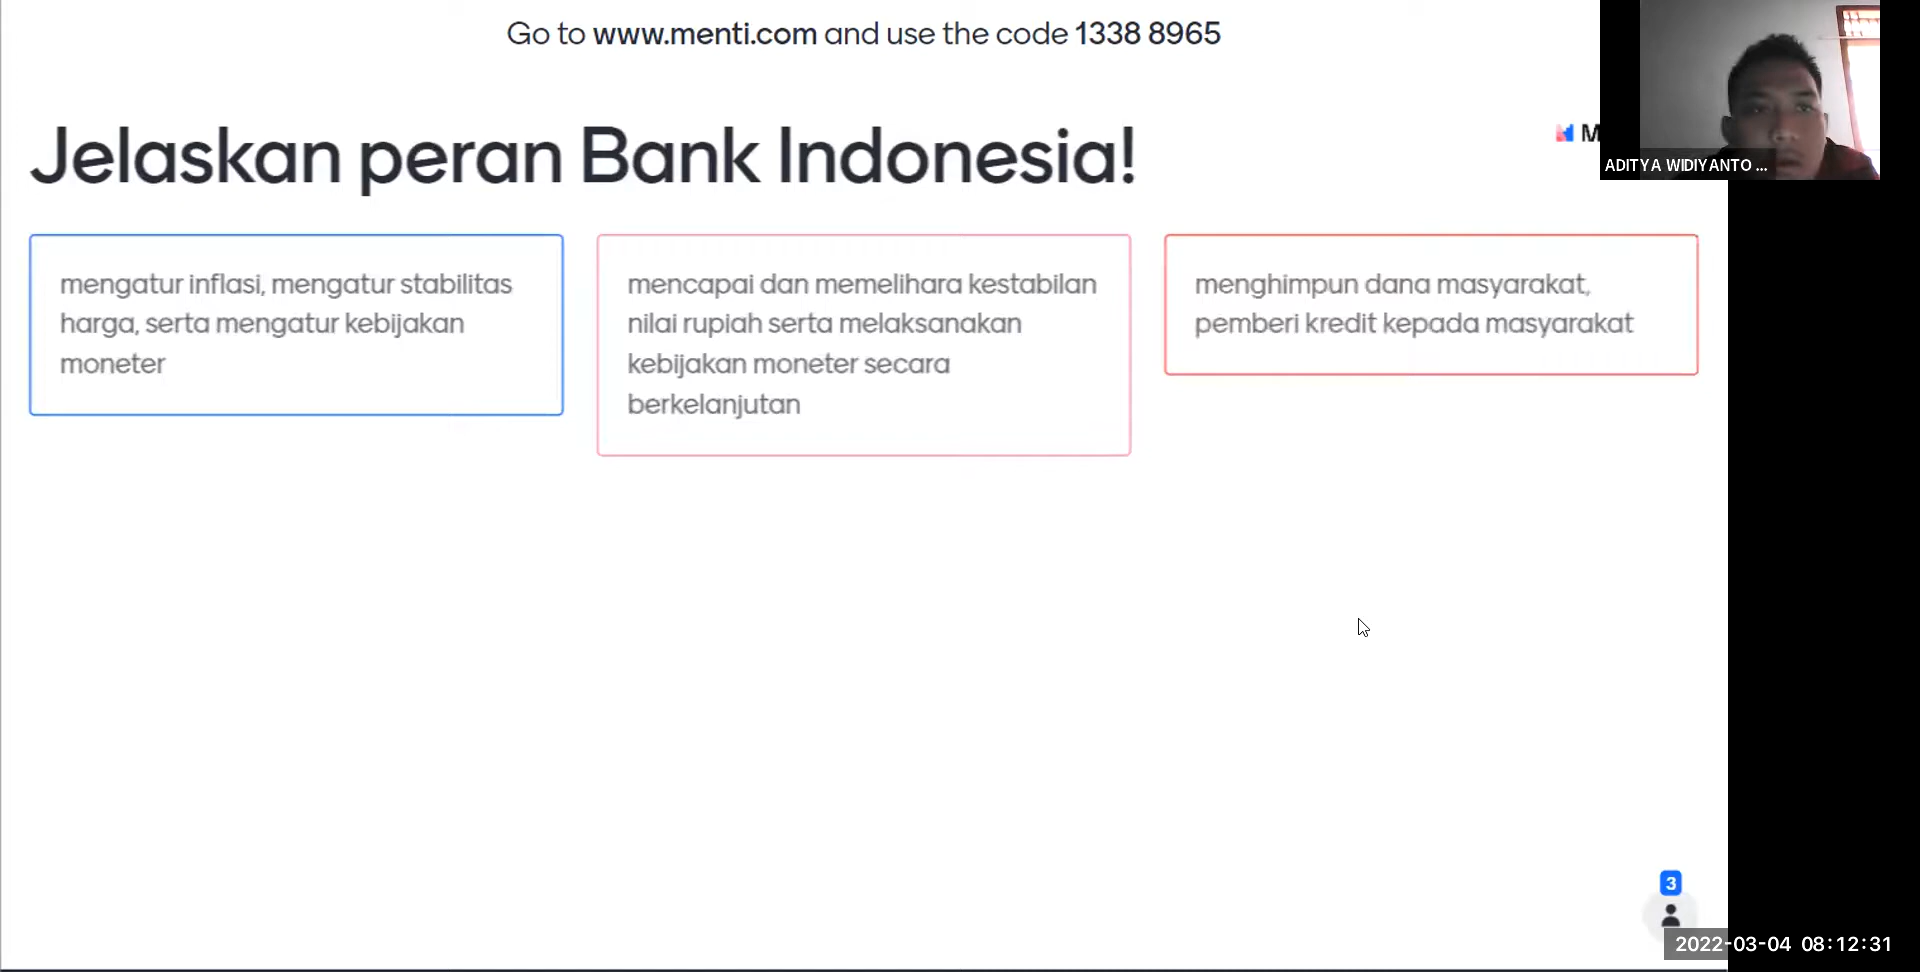 Go to www.menti.com and use the code 1338 8965
Jelaskan peran Bank Indonesia!
M
ADITYA WIDIYANTO ...
mengatur inflasi, mengatur stabilitas
harga, serta mengatur kebijakan
moneter
mencapai dan memelihara kestabilan
nilai rupiah serta melaksanakan
kebijakan moneter secara
berkelanjutan
menghimpun dana masyarakat,
pemberi kredit kepada masyarakat
3
2022-03-04 08:12:31